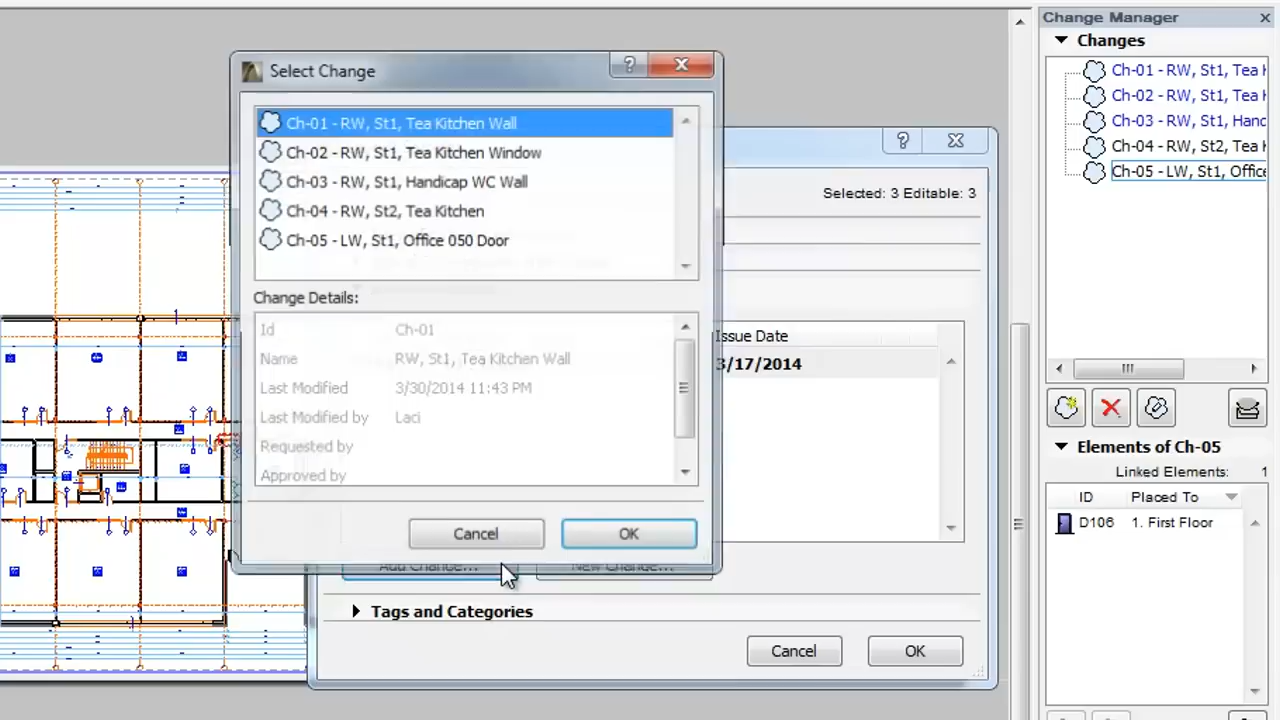 Change Manager
Changes
Ch-01 - RW, St1, Tea
Ch-02 - RW, St1, Tea
Ch-03 - RW, St1, Hand
Ch-04 - RW, St2, Tea
Ch-05 - LW, St1, Office
Select Change
Ch-01 - RW, St1, Tea Kitchen Wall
Ch-02 - RW, St1, Tea Kitchen Window
Ch-03 - RW, St1, Handicap WC Wall
Ch-04 - RW, St2, Tea Kitchen
Ch-05 - LW, St1, Office 050 Door
Change Details:
Id Ch-01
Name RW, St1, Tea Kitchen Wall
Last Modified 3/30/2014 11:43 PM
Last Modified by Laci
Requested by
Approved by
Cancel OK
Selected: 3 Editable: 3
Issue Date
3/17/2014
Add Change... New Change...
Tags and Categories
Cancel OK
Elements of Ch-05
Linked Elements: 1
ID Placed To
D106 1. First Floor